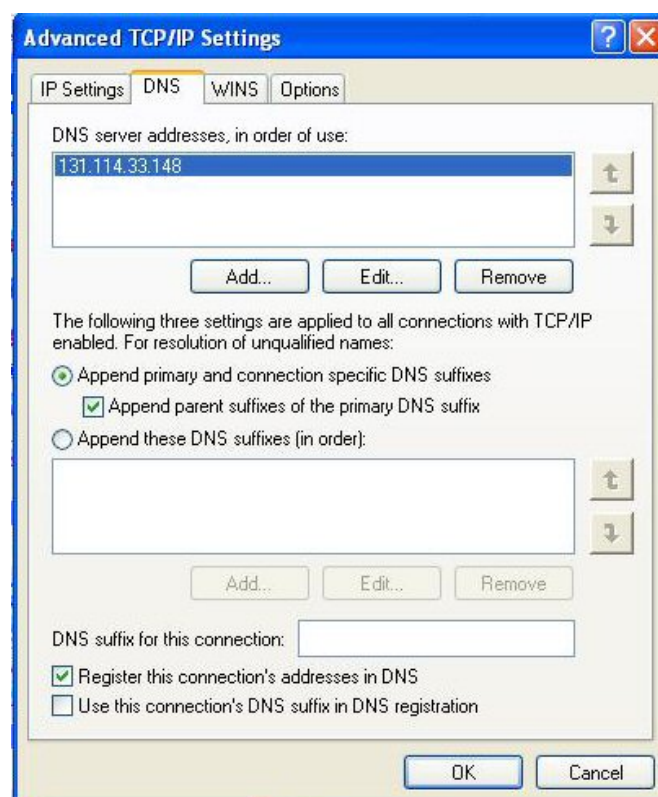 Advanced TCP/IP Settings
IP Settings DNS WINS Options
DNS server addresses, in order of use:
131.114.33.148
Add... Edit... Remove
The following three settings are applied to all connections with TCP/IP
enabled. For resolution of unqualified names:
Append primary and connection specific DNS suffixes
Append parent suffixes of the primary DNS suffix
Append these DNS suffixes (in order):
Add... Edit... Remove
DNS suffix for this connection:
Register this connection's addresses in DNS
Use this connection's DNS suffix in DNS registration
OK Cancel